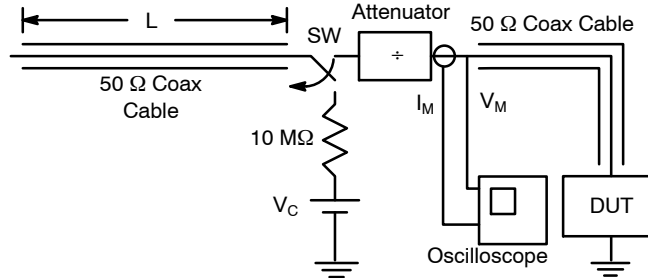 L
SW
Attenuator
÷
50 Ω Coax Cable
50 Ω Coax
Cable
I_M
V_M
10 MΩ
V_C
DUT
Oscilloscope